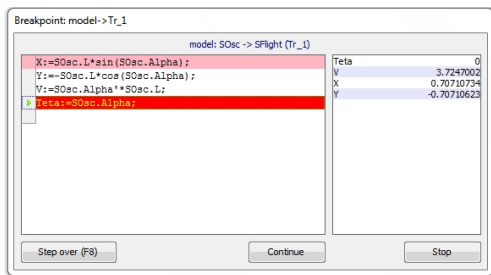 Breakpoint: model->Tr_1
model: SOsc -> SFlight (Tr_1)
X:=SOsc.L*sin(SOsc.Alpha);
Y:=-SOsc.L*cos(SOsc.Alpha);
V:=SOsc.Alpha'*SOsc.L;
Teta:=SOsc.Alpha;
Teta 0
V 3.7247002
X 0.70710734
Y -0.70710623
Step over (F8) Continue Stop